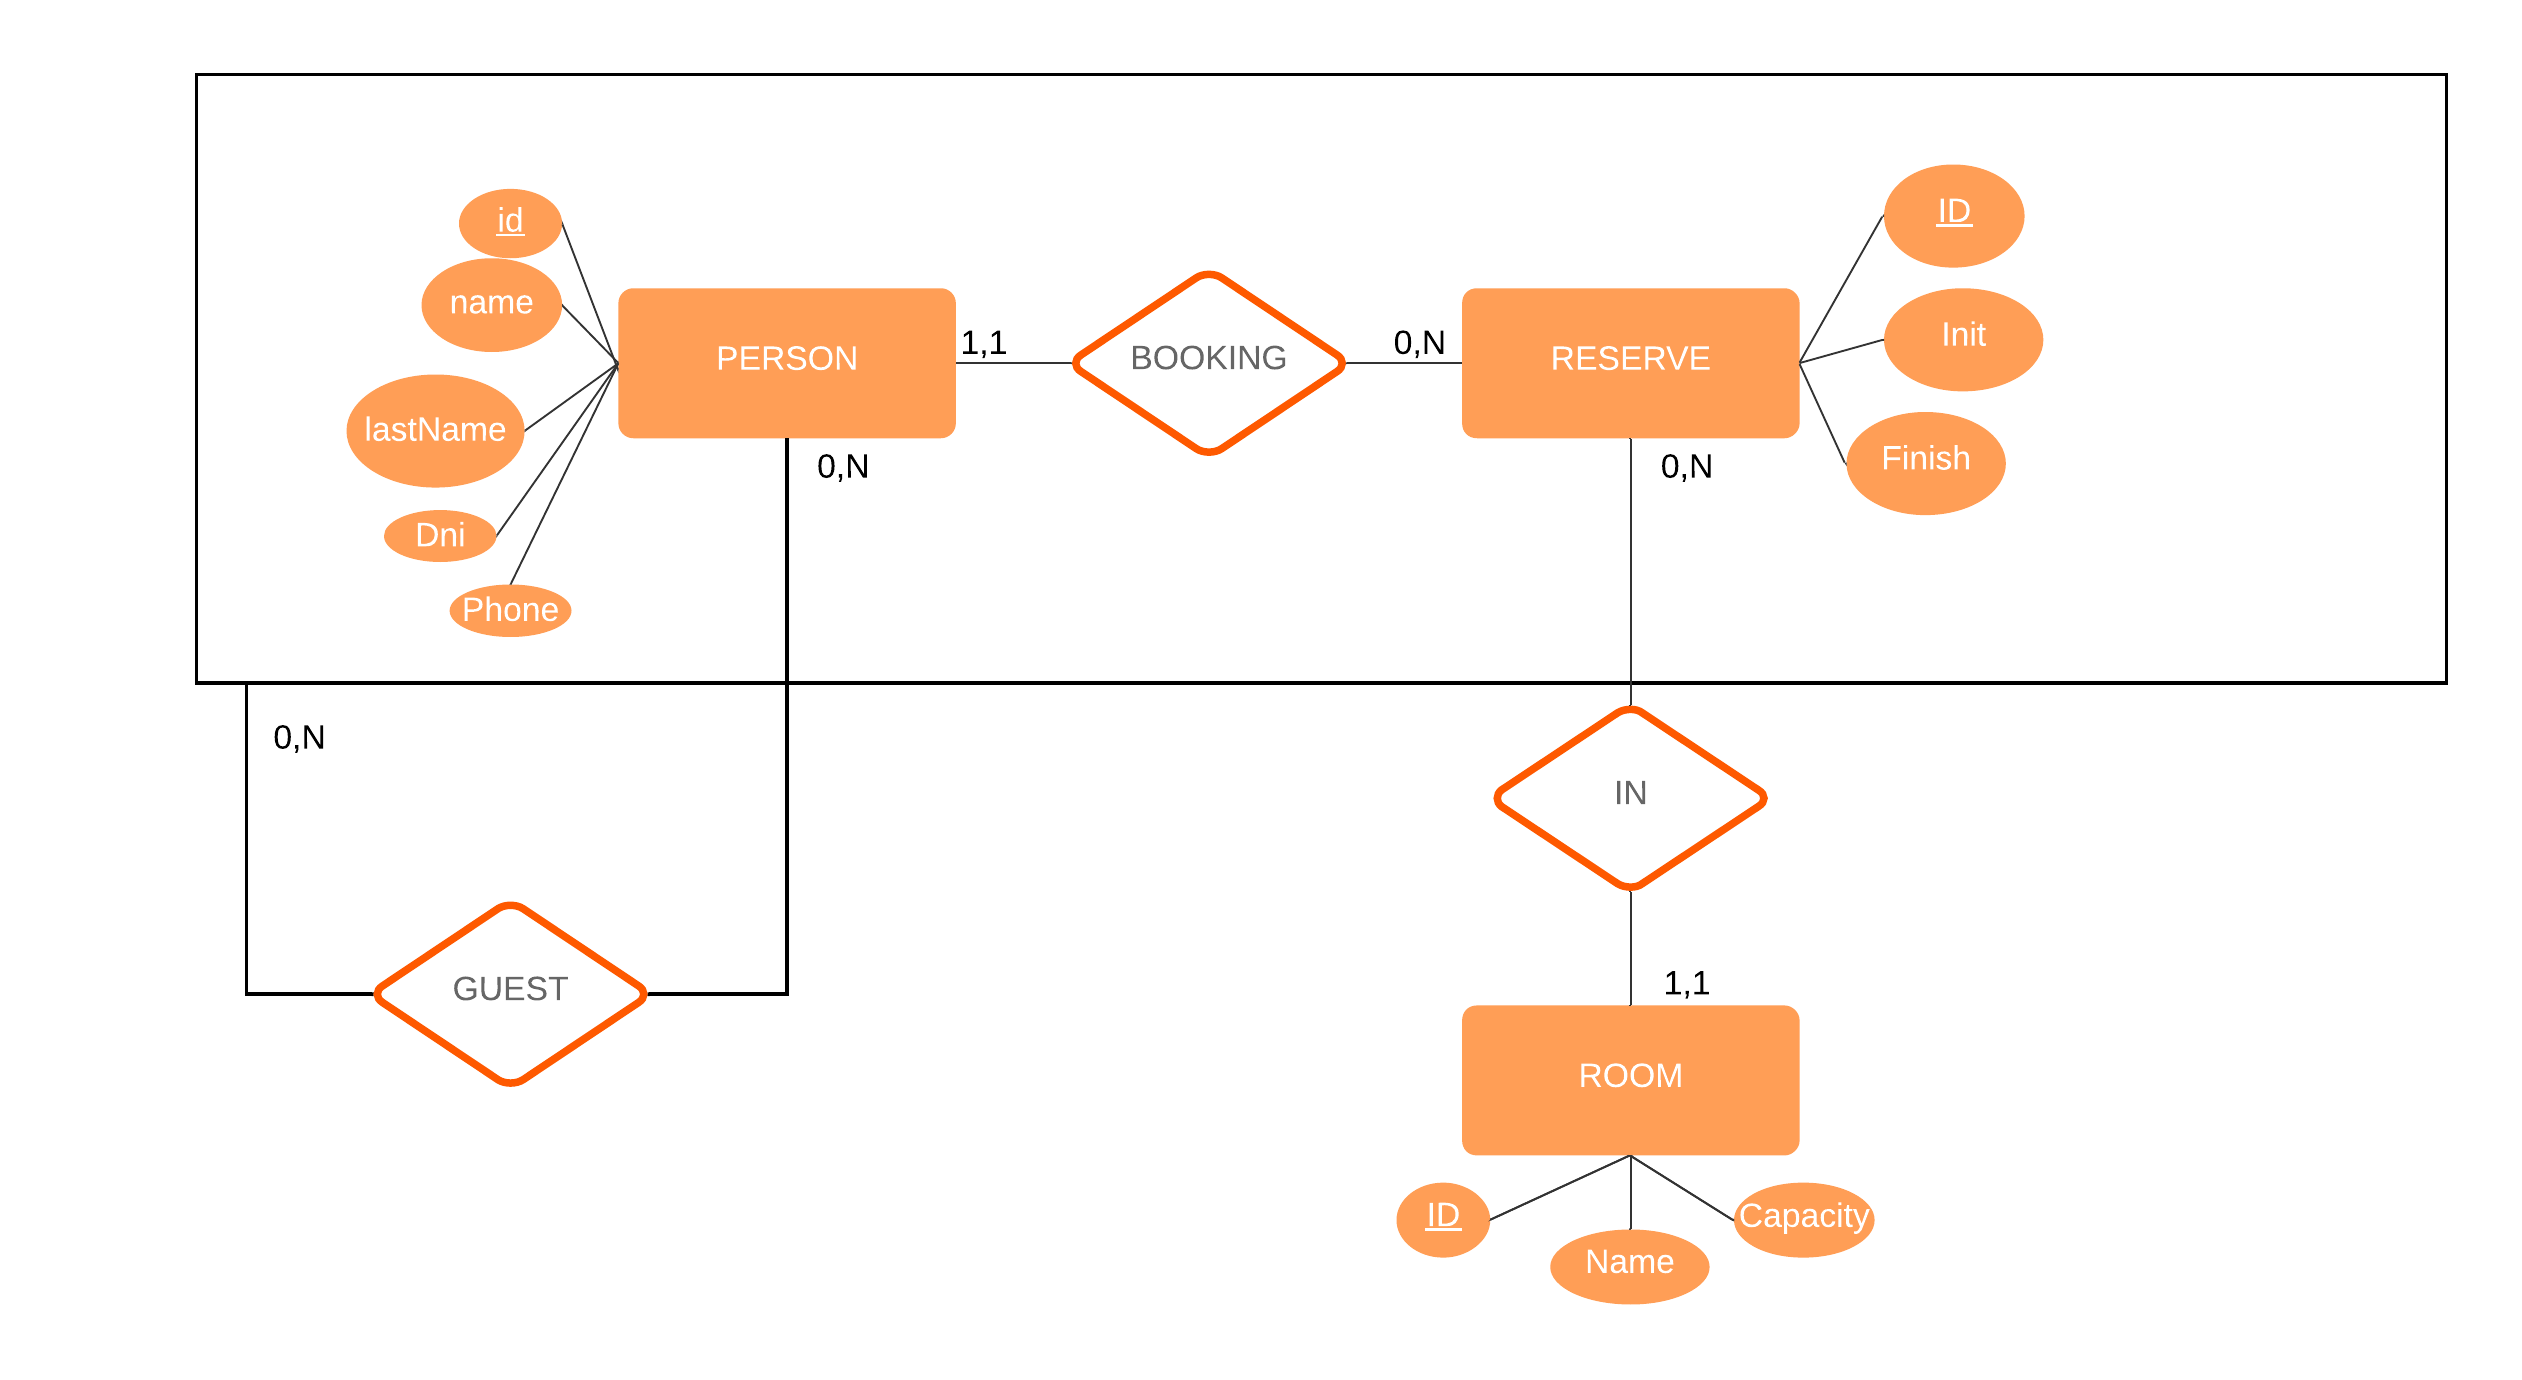 id
name
lastName
Dni
Phone
PERSON
1,1
BOOKING
0,N
RESERVE
ID
Init
Finish
0,N
0,N
0,N
IN
GUEST
1,1
ROOM
ID
Name
Capacity